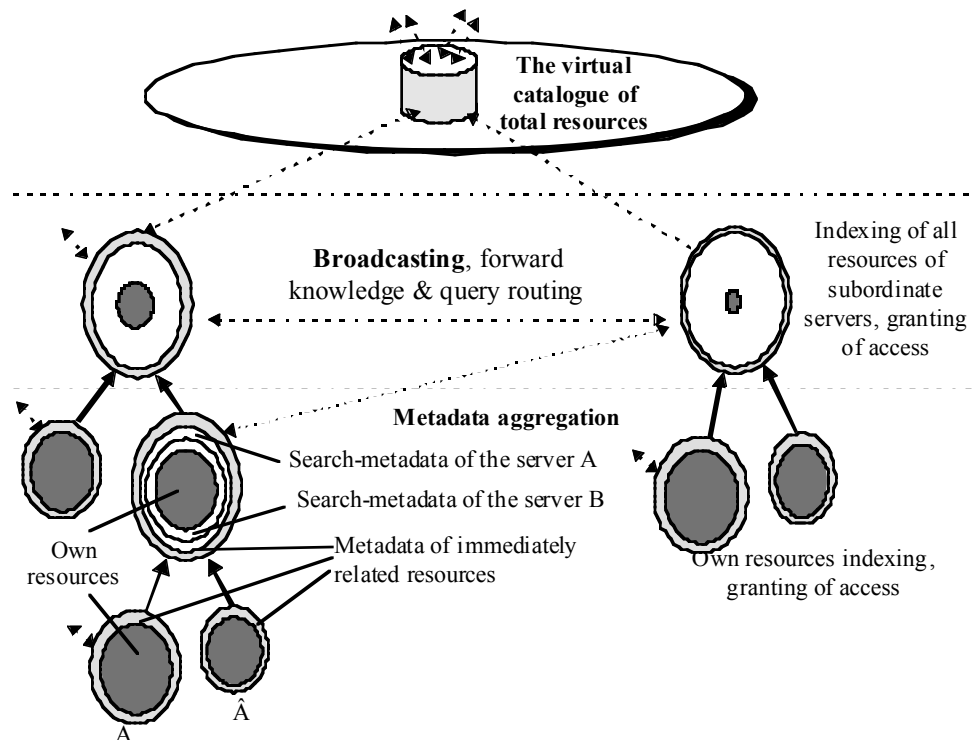 The virtual
catalogue of
total resources
Broadcasting, forward
knowledge & query routing
Indexing of all
resources of
subordinate
servers, granting
of access
Metadata aggregation
Search-metadata of the server A
Search-metadata of the server B
Own
resources
Metadata of immediately
related resources
Own resources indexing,
granting of access
A
Â